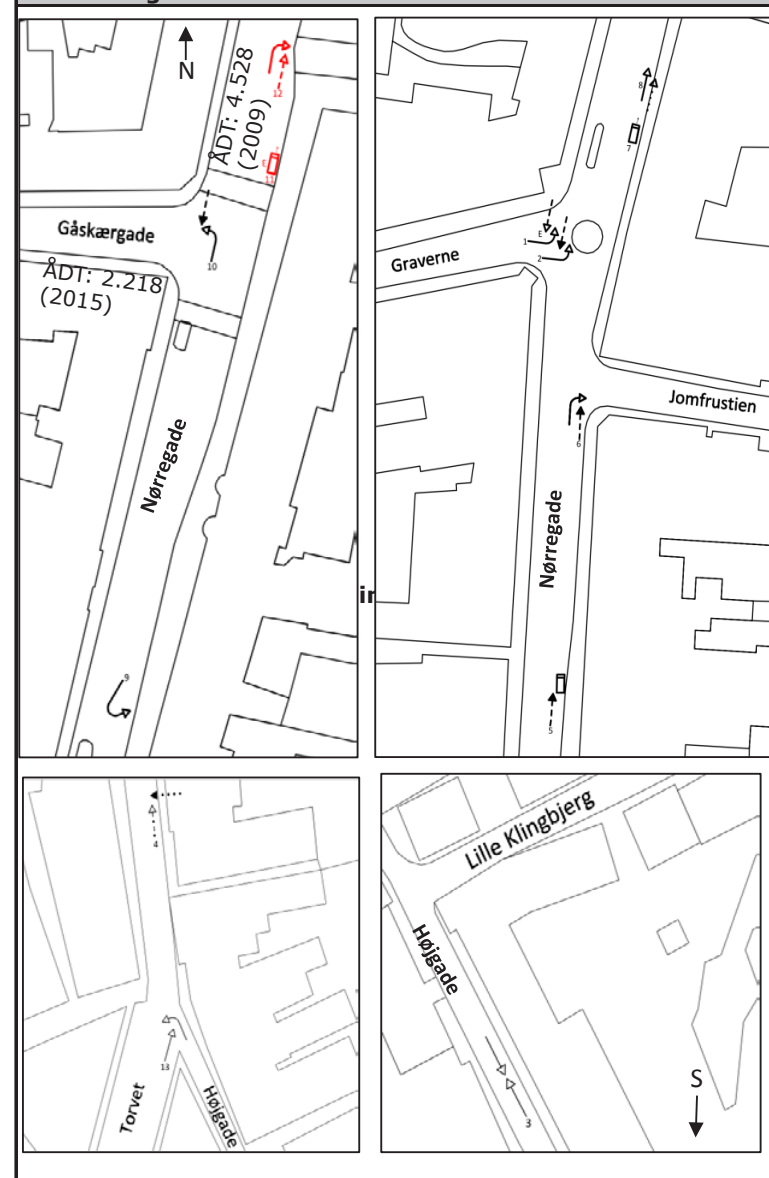 N
ÅDT: 4.528
(2009)
12
E
11
Gåskærgade
10
ÅDT: 2.218
(2015)
Nørregade
9
8
7
E
1
2
Graverne
Jomfrustien
6
Nørregade
5
4
13
Torvet
Højgade
Lille Klingbjerg
Højgade
3
S